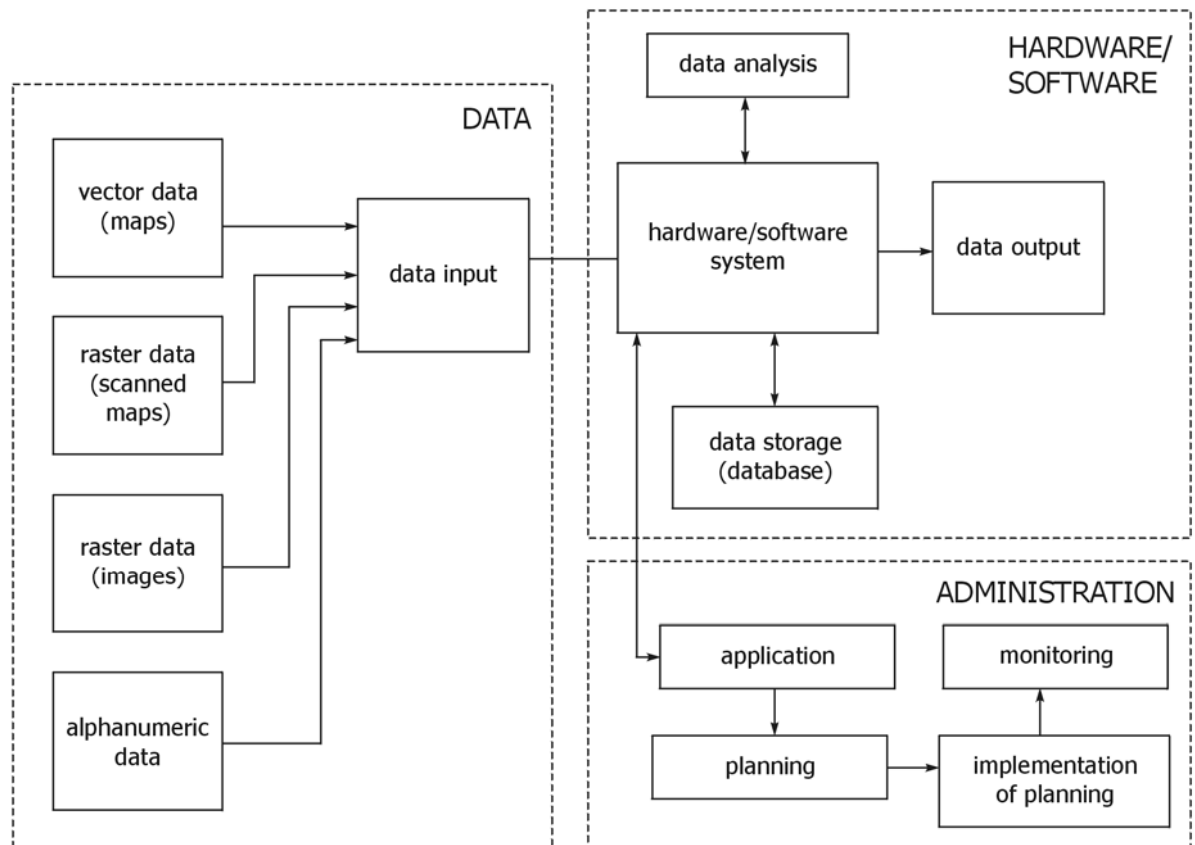 DATA
vector data
(maps)
raster data
(scanned
maps)
raster data
(images)
alphanumeric
data
data input
HARDWARE/
SOFTWARE
data analysis
hardware/software
system
data output
data storage
(database)
ADMINISTRATION
application
monitoring
planning
implementation
of planning